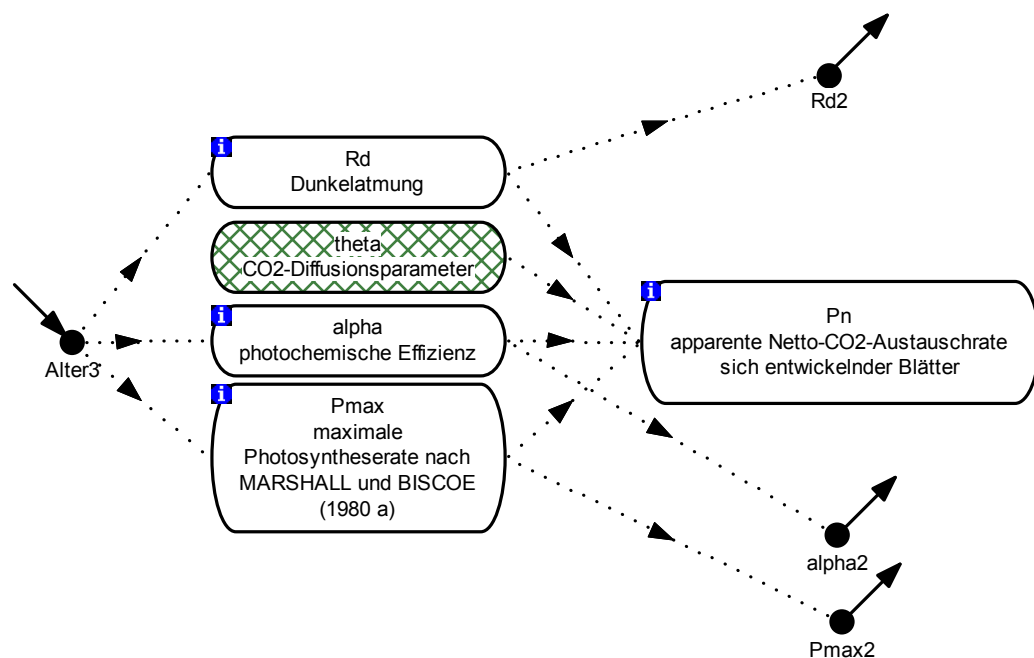 Rd2
i
Rd
Dunkelatmung
theta
CO2-Diffusionsparameter
Alter3
i
alpha
photochemische Effizienz
i
Pmax
maximale
Photosyntheserate nach
MARSHALL und BISCOE
(1980 a)
i
Pn
apparente Netto-CO2-Austauschrate
sich entwickelnder Blätter
alpha2
Pmax2